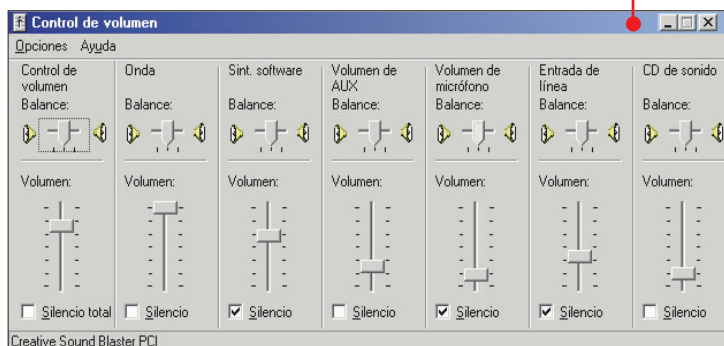 Control de volumen
Opciones Ayuda
Control de
volumen
Balance:
Volumen:
Silencio total
Onda
Balance:
Volumen:
Silencio
Sint. software
Balance:
Volumen:
Silencio
Volumen de
AUX
Balance:
Volumen:
Silencio
Volumen de
micrófono
Balance:
Volumen:
Silencio
Entrada de
línea
Balance:
Volumen:
Silencio
CD de sonido
Balance:
Volumen:
Silencio
Creative Sound Blaster PCI